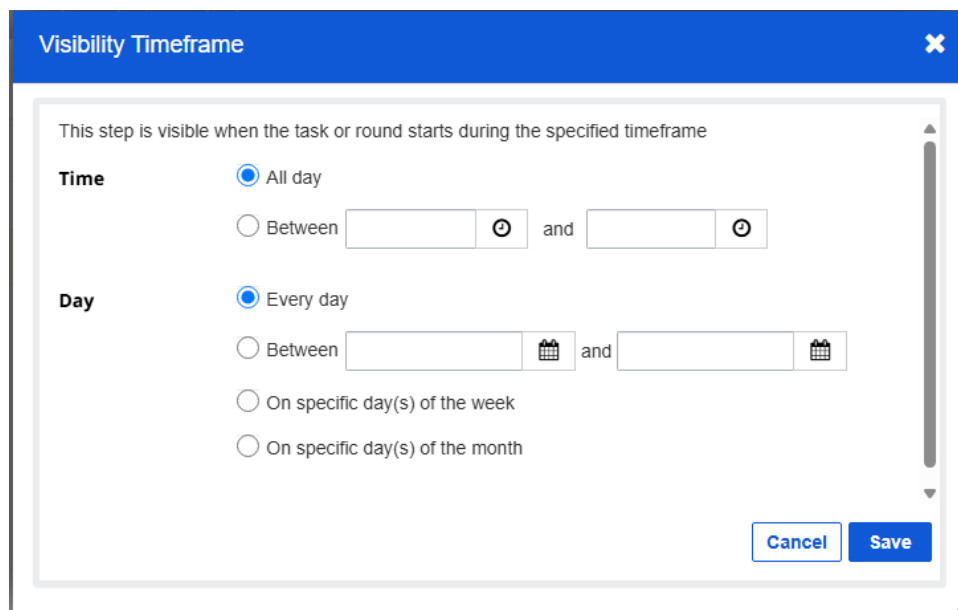 Visibility Timeframe
This step is visible when the task or round starts during the specified timeframe
Time
All day
Between and
Day
Every day
Between and
On specific day(s) of the week
On specific day(s) of the month
Cancel Save